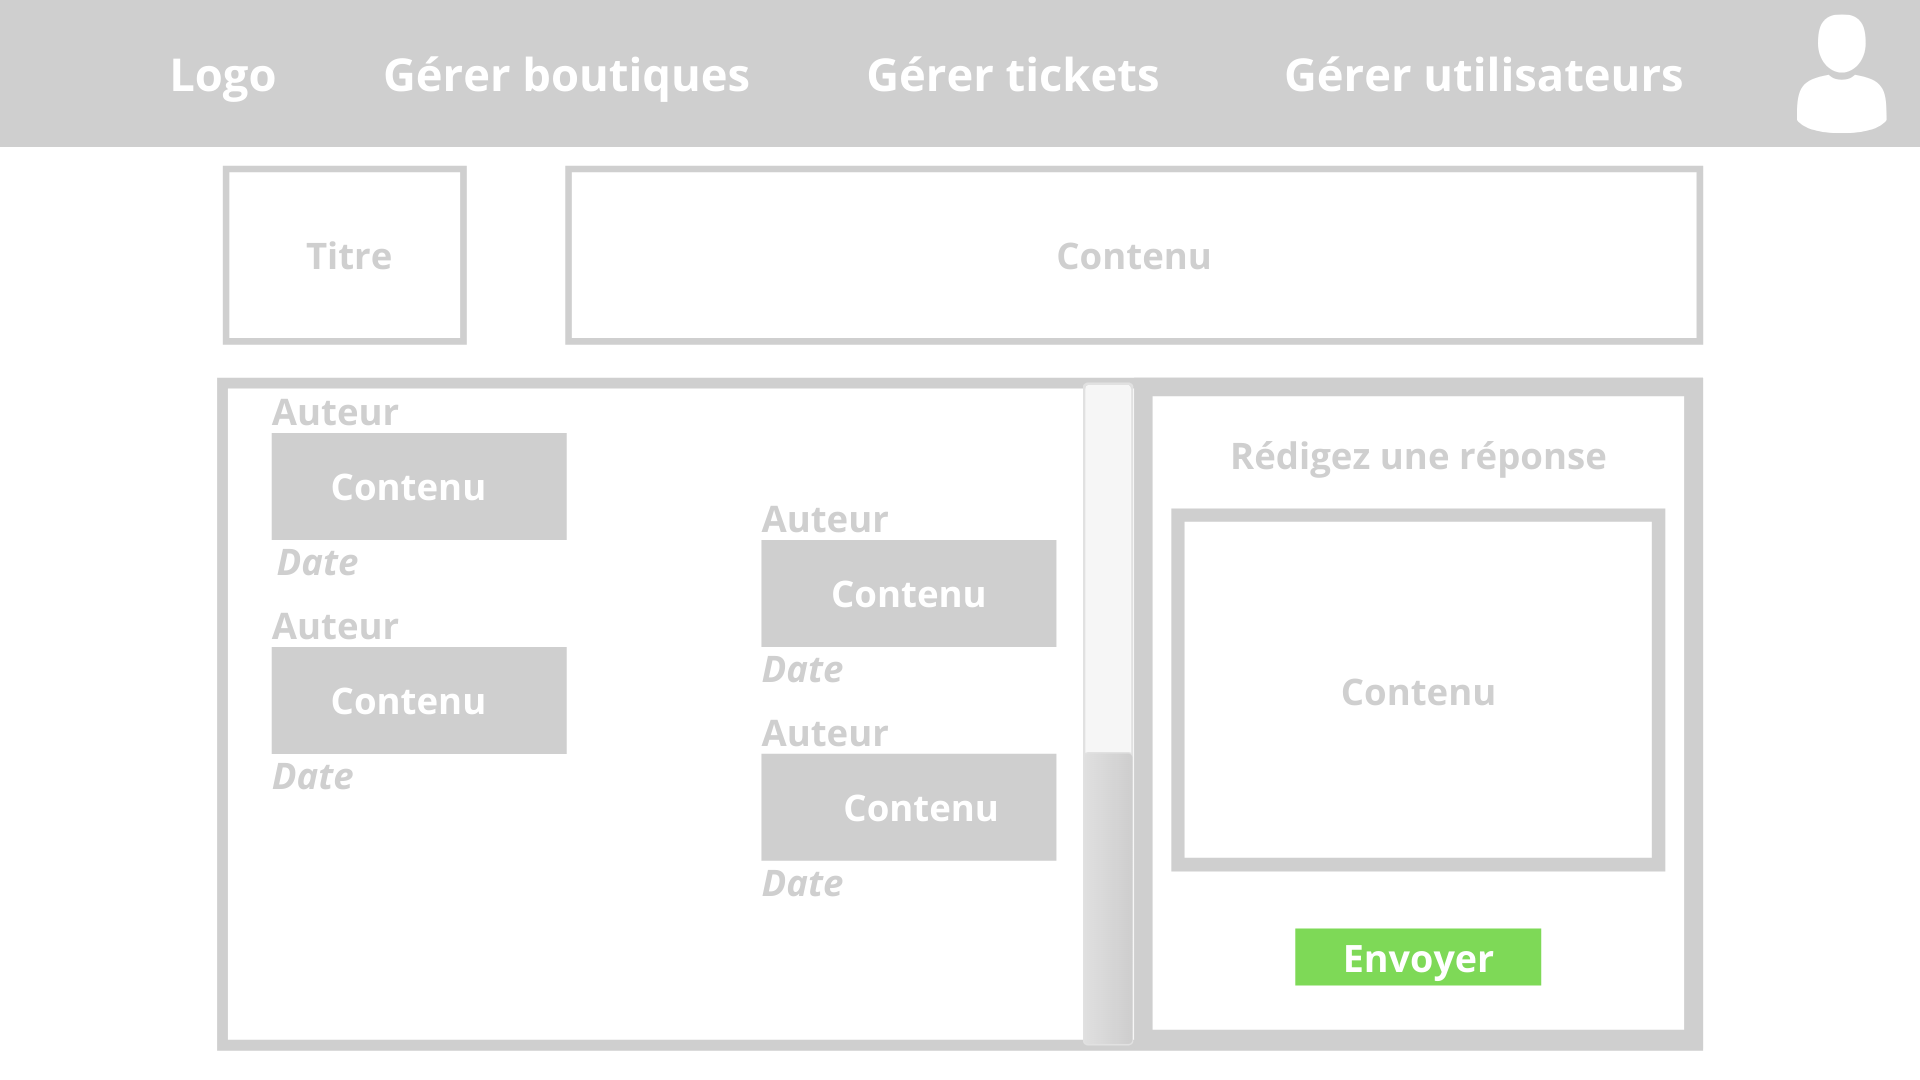 Logo
Gérer boutiques
Gérer tickets
Gérer utilisateurs
Titre
Contenu
Auteur
Contenu
Date
Auteur
Contenu
Date
Auteur
Contenu
Date
Auteur
Contenu
Date
Rédigez une réponse
Contenu
Envoyer